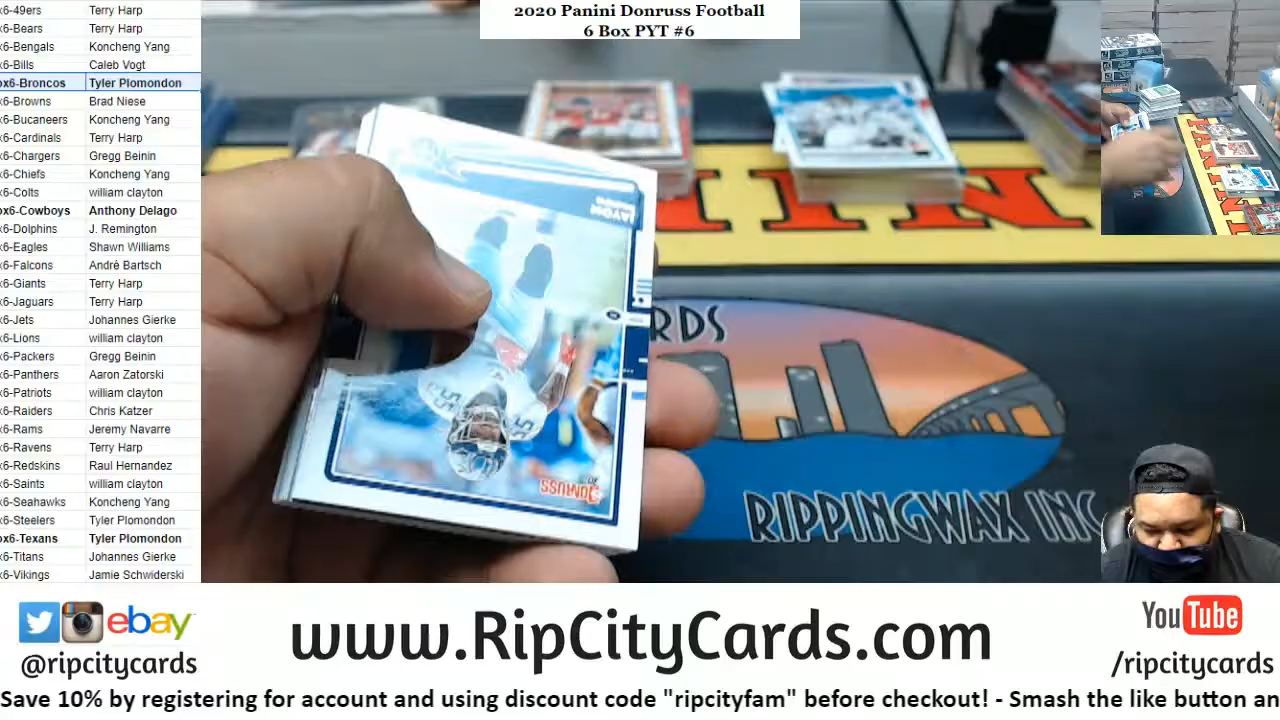 x6-49ers Terry Harp
x6-Bears Terry Harp
x6-Bengals Koncheng Yang
x6-Bills Caleb Vogt
ox6-Broncos Tyler Plomondon
x6-Browns Brad Niese
x6-Bucaneers Koncheng Yang
x6-Cardinals Terry Harp
x6-Chargers Gregg Beinin
x6-Chiefs Koncheng Yang
x6-Colts william clayton
ox6-Cowboys Anthony Delago
x6-Dolphins J. Remington
x6-Eagles Shawn Williams
x6-Falcons André Bartsch
x6-Giants Terry Harp
x6-Jaguars Terry Harp
x6-Jets Johannes Gierke
x6-Lions william clayton
x6-Packers Gregg Beinin
x6-Panthers Aaron Zatorski
x6-Patriots william clayton
x6-Raiders Chris Katzer
x6-Rams Jeremy Navarre
x6-Ravens Terry Harp
x6-Redskins Raul Hernandez
x6-Saints william clayton
x6-Seahawks Koncheng Yang
x6-Steelers Tyler Plomondon
ox6-Texans Tyler Plomondon
x6-Titans Johannes Gierke
x6-Vikings Jamie Schwiderski
2020 Panini Donruss Football
6 Box PYT #6
JAYON
DONRUSS
RDS
RIPPINGWAX INC
ebay
@ripcitycards
www.RipCityCards.com
YouTube
/ripcitycards
Save 10% by registering for account and using discount code "ripcityfam" before checkout! - Smash the like button an